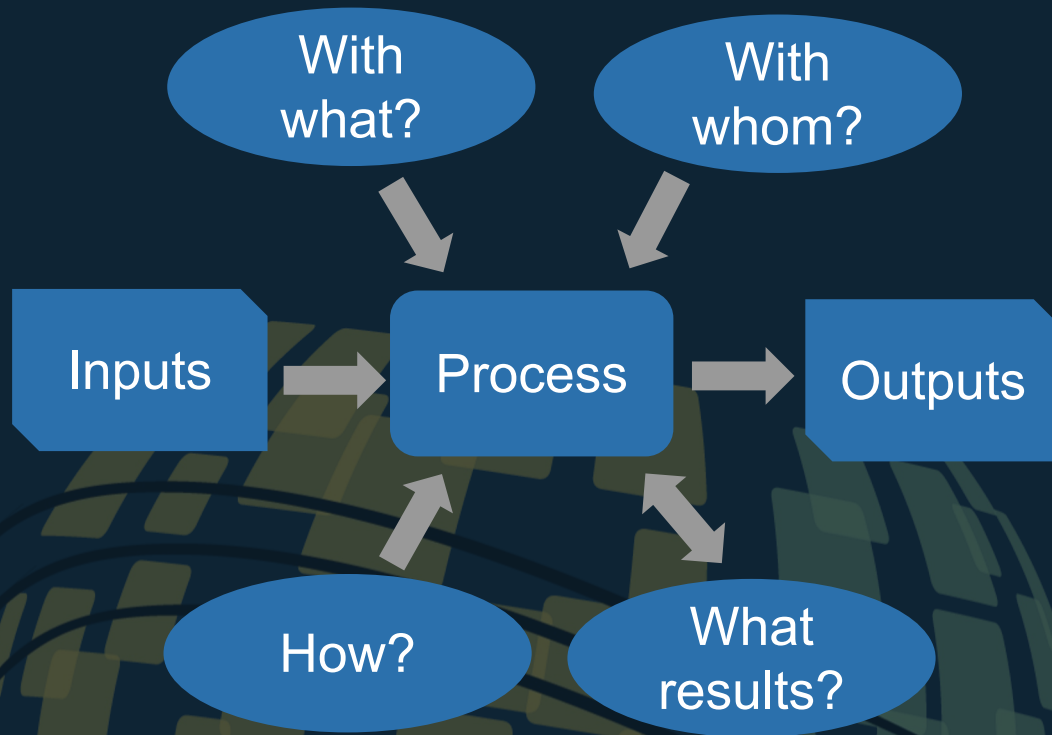 With
what?
With
whom?
Inputs
Process
Outputs
How?
What
results?